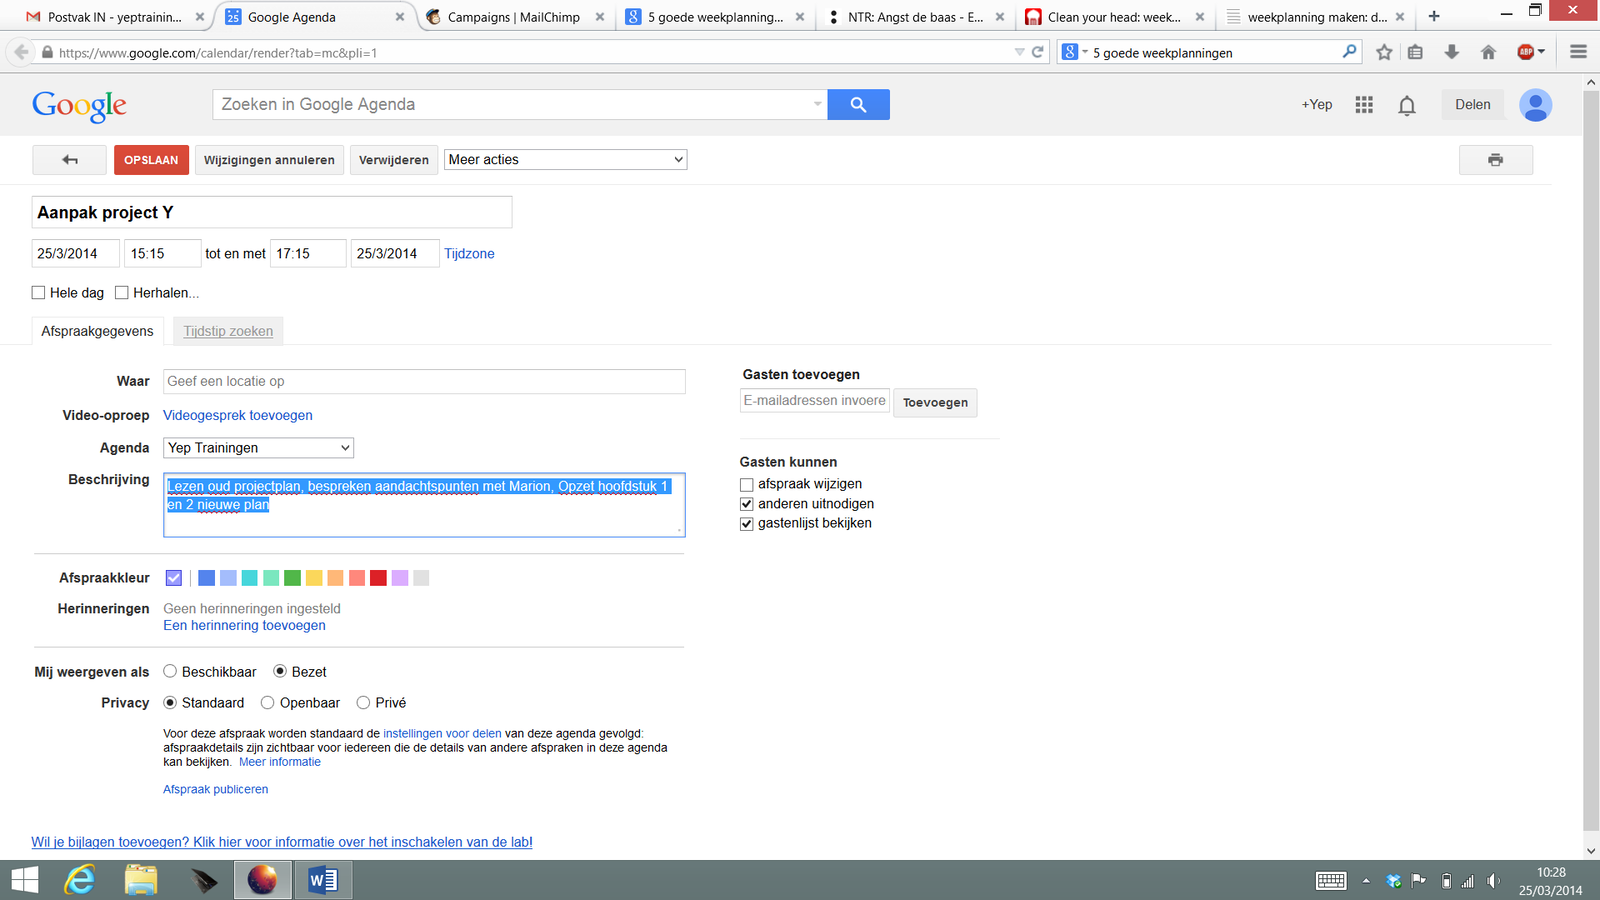 Postvak IN - yeptrainin...
Google Agenda
Campaigns | MailChimp
5 goede weekplanning...
NTR: Angst de baas - E...
Clean your head: week...
weekplanning maken: d...
https://www.google.com/calendar/render?tab=mc&pli=1
5 goede weekplanningen
ABP
Google
Zoeken in Google Agenda
+Yep
Delen
OPSLAAN
Wijzigingen annuleren
Verwijderen
Meer acties
Aanpak project Y
25/3/2014 15:15 tot en met 17:15 25/3/2014 Tijdzone
Hele dag Herhalen...
Afspraakgegevens Tijdstip zoeken
Waar Geef een locatie op
Video-oproep Videogesprek toevoegen
Agenda Yep Trainingen
Beschrijving Lezen oud projectplan, bespreken aandachtspunten met Marion, Opzet hoofdstuk 1
en 2 nieuwe plan
Gasten toevoegen
E-mailadressen invoere Toevoegen
Gasten kunnen
afspraak wijzigen
anderen uitnodigen
gastenlijst bekijken
Afspraakkleur
Herinneringen Geen herinneringen ingesteld
Een herinnering toevoegen
Mij weergeven als Beschikbaar Bezet
Privacy Standaard Openbaar Privé
Voor deze afspraak worden standaard de instellingen voor delen van deze agenda gevolgd:
afspraakdetails zijn zichtbaar voor iedereen die de details van andere afspraken in deze agenda
kan bekijken. Meer informatie
Afspraak publiceren
Wil je bijlagen toevoegen? Klik hier voor informatie over het inschakelen van de lab!
10:28
25/03/2014